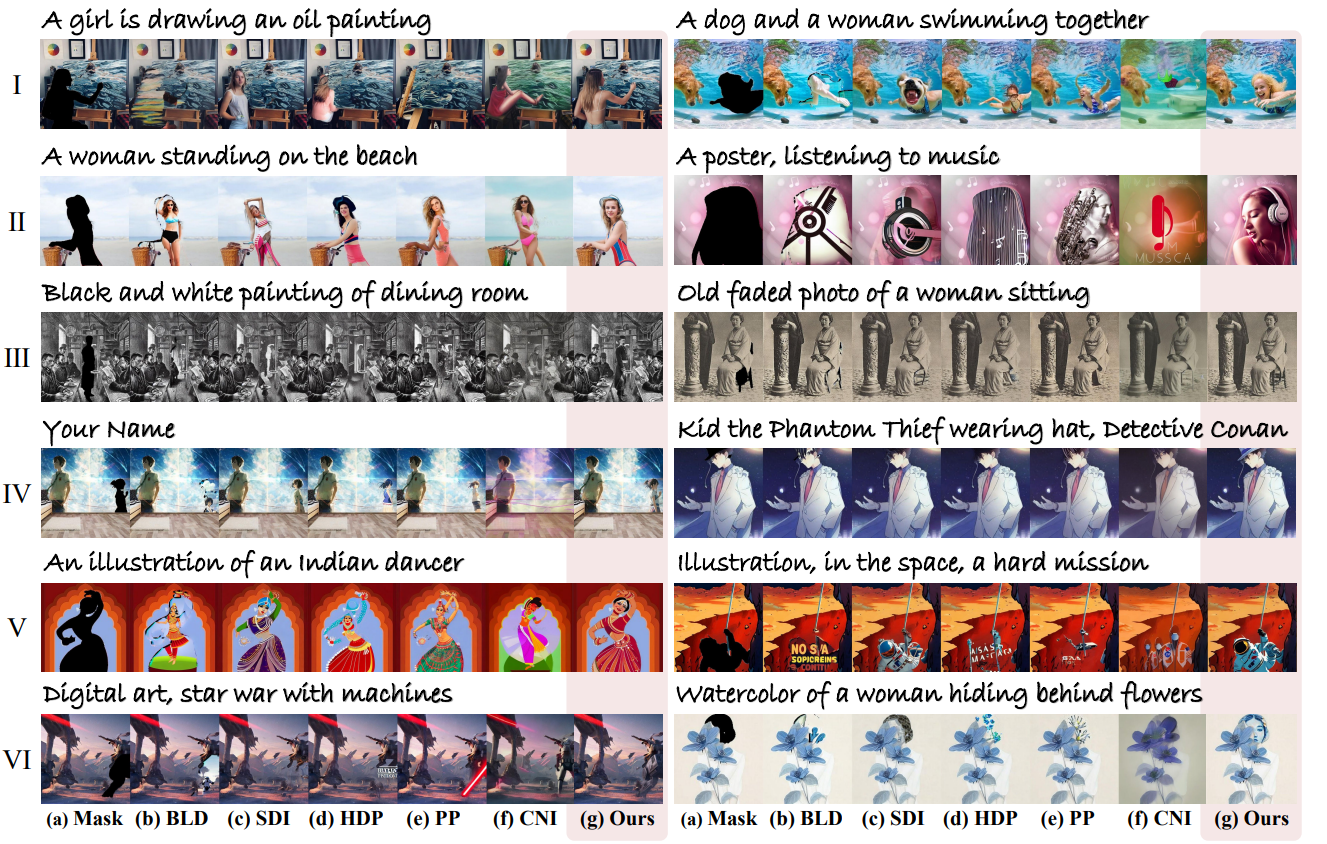 A girl is drawing an oil painting
A dog and a woman swimming together
I
A woman standing on the beach
A poster, listening to music
II
MUSSCA
Black and white painting of dining room
Old faded photo of a woman sitting
III
Your Name
Kid the Phantom Thief wearing hat, Detective Conan
IV
An illustration of an Indian dancer
Illustration, in the space, a hard mission
V
NO S/A
SOPICREINS
Digital art, star war with machines
Watercolor of a woman hiding behind flowers
VI
(a) Mask (b) BLD (c) SDI (d) HDP (e) PP (f) CNI (g) Ours
(a) Mask (b) BLD (c) SDI (d) HDP (e) PP (f) CNI (g) Ours